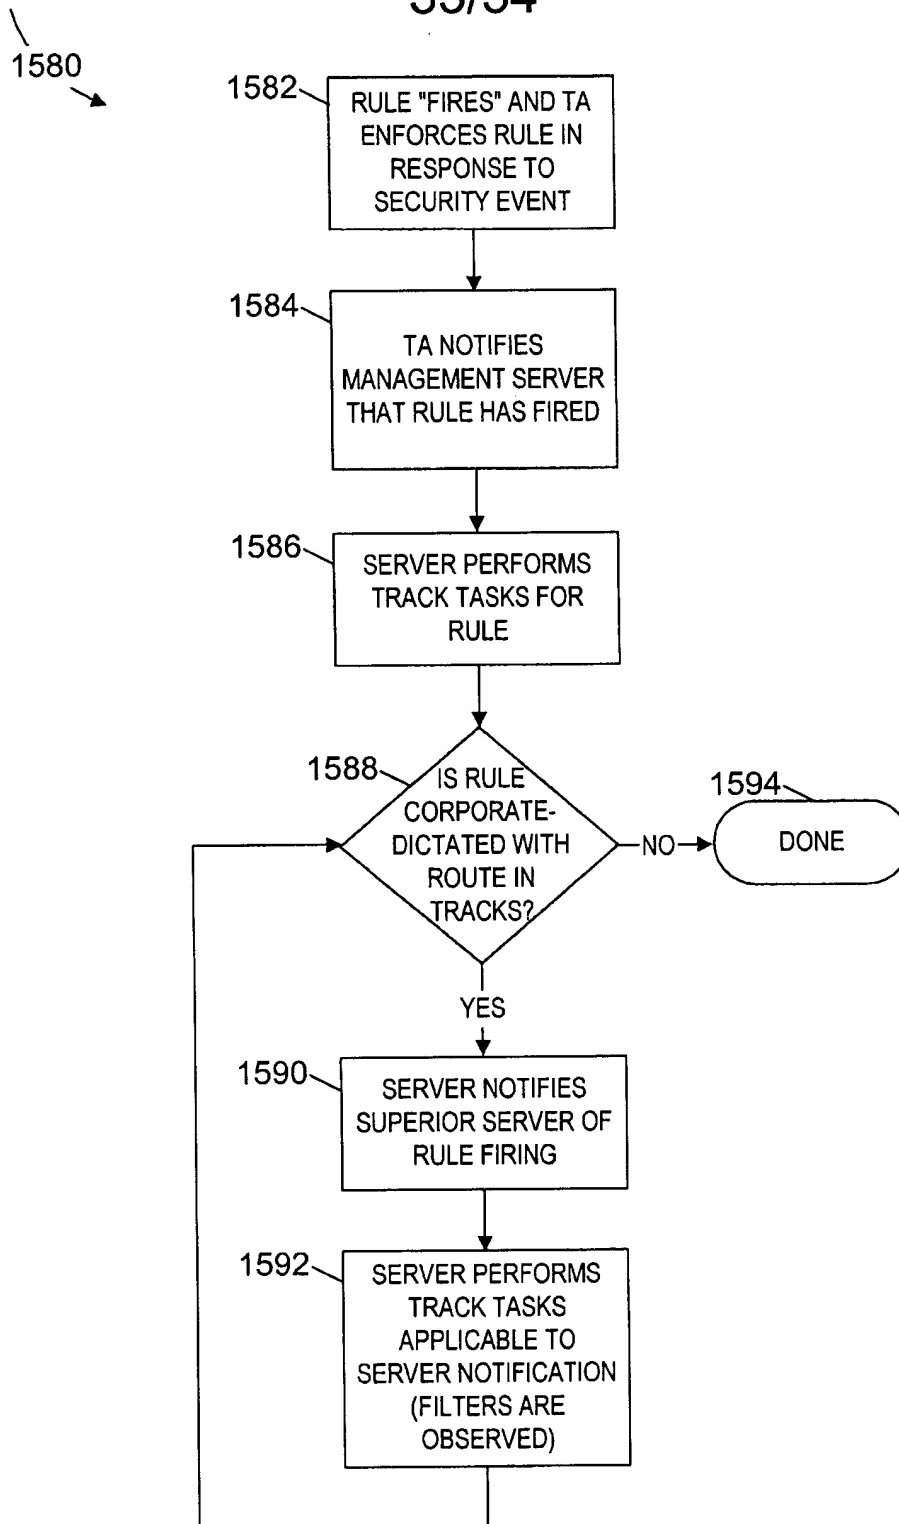 1580
1582
RULE "FIRES" AND TA
ENFORCES RULE IN
RESPONSE TO
SECURITY EVENT
1584
TA NOTIFIES
MANAGEMENT SERVER
THAT RULE HAS FIRED
1586
SERVER PERFORMS
TRACK TASKS FOR
RULE
1588
IS RULE
CORPORATE-
DICTATED WITH
ROUTE IN
TRACKS?
NO
1594
DONE
YES
1590
SERVER NOTIFIES
SUPERIOR SERVER OF
RULE FIRING
1592
SERVER PERFORMS
TRACK TASKS
APPLICABLE TO
SERVER NOTIFICATION
(FILTERS ARE
OBSERVED)